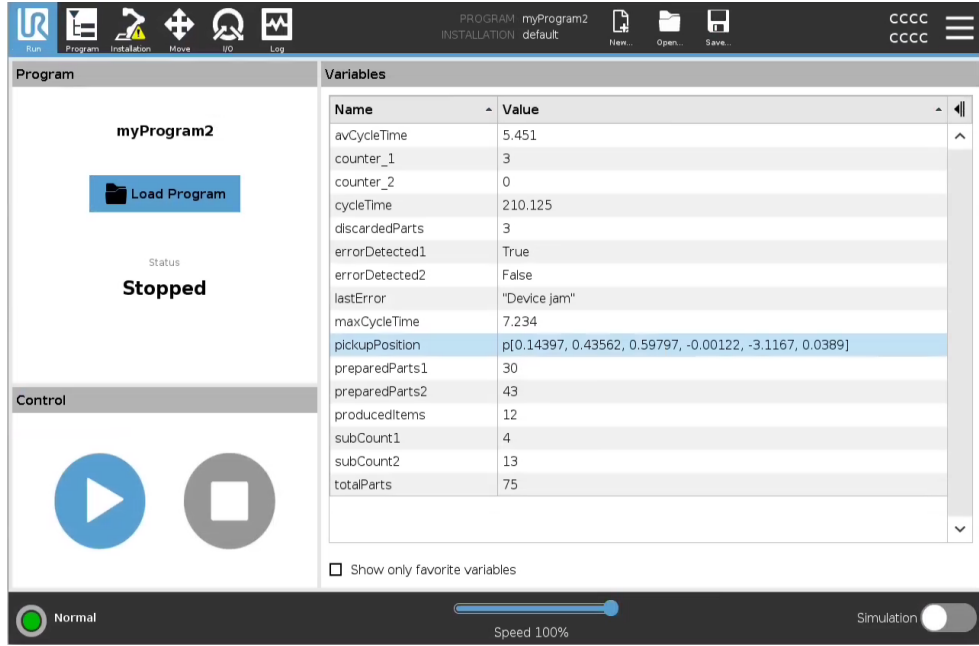 PROGRAM myProgram2
INSTALLATION default
CCCC
CCCC
UR
Run
Program
Installation
Move
I/O
Log
New...
Open...
Save...
Program
myProgram2
Load Program
Status
Stopped
Control
Variables
Name Value
avCycleTime 5.451
counter_1 3
counter_2 0
cycleTime 210.125
discardedParts 3
errorDetected1 True
errorDetected2 False
lastError "Device jam"
maxCycleTime 7.234
pickupPosition p[0.14397, 0.43562, 0.59797, -0.00122, -3.1167, 0.0389]
preparedParts1 30
preparedParts2 43
producedItems 12
subCount1 4
subCount2 13
totalParts 75
Show only favorite variables
Normal
Speed 100%
Simulation